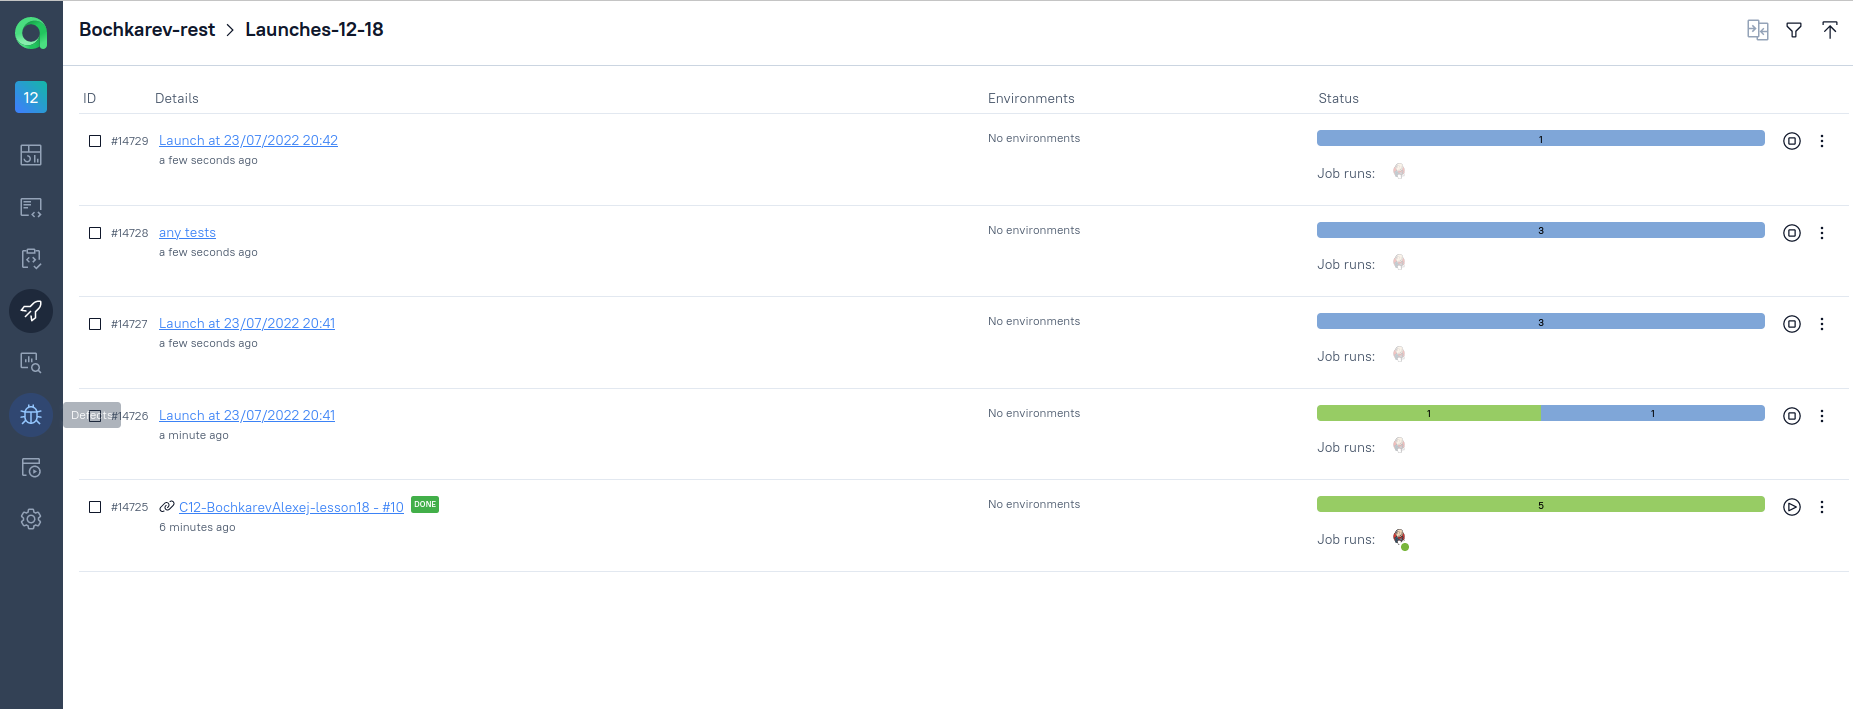 Bochkarev-rest > Launches-12-18
12
ID Details Environments Status
#14729 Launch at 23/07/2022 20:42 No environments 1
a few seconds ago
Job runs:
#14728 any tests No environments 3
a few seconds ago
Job runs:
#14727 Launch at 23/07/2022 20:41 No environments 3
a few seconds ago
Job runs:
Defects #14726 Launch at 23/07/2022 20:41 No environments 1 1
a minute ago
Job runs:
#14725 C12-BochkarevAlexej-lesson18 - #10 DONE No environments 5
6 minutes ago
Job runs: